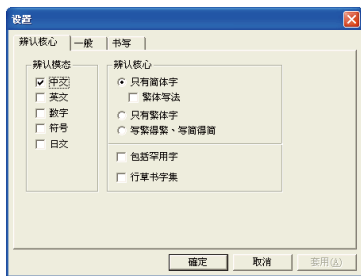 设置
辨认核心 一般 书写
辨认模态
中文
英文
数字
符号
日文
辨认核心
只有简体字
繁体写法
只有繁体字
写繁得繁、写简得简
包括罕用字
行草书字集
確定 取消 套用(A)